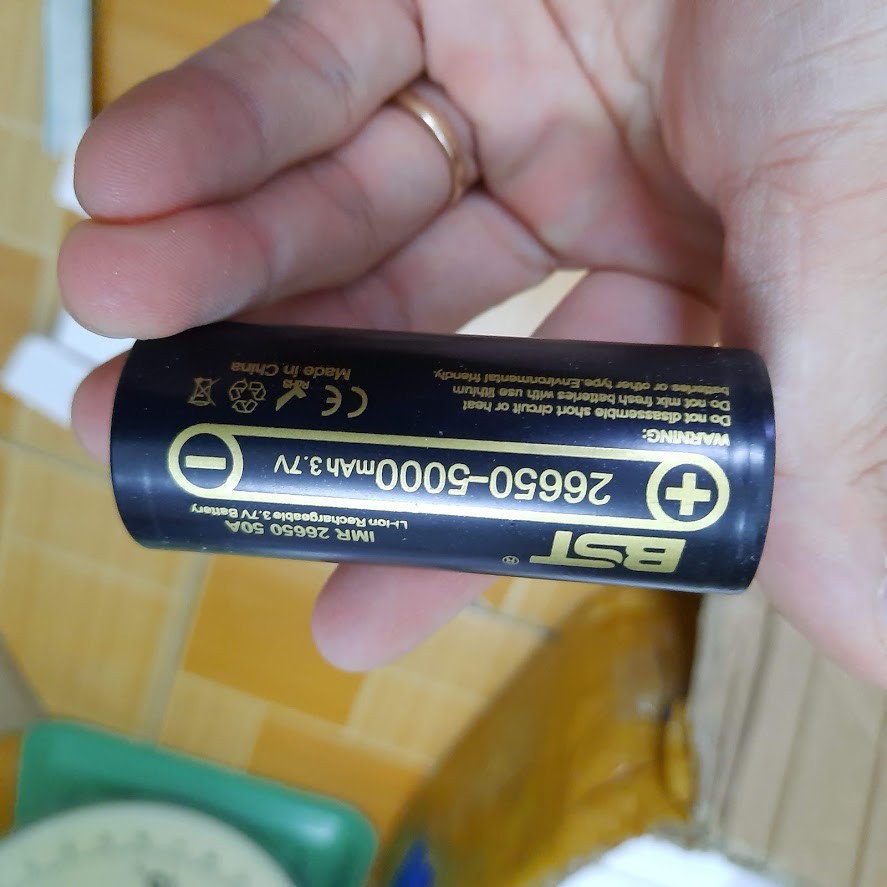 BST®
IMR 26650 50A
Li-ion Rechargeable 3.7V Battery
+ 26650-5000mAh 3.7V −
WARNING:
Do not disassemble short circuit or heat
Do not mix fresh batteries with use lithium
batteries or other type.Environmental friendly.
CE RoHS
Made in China